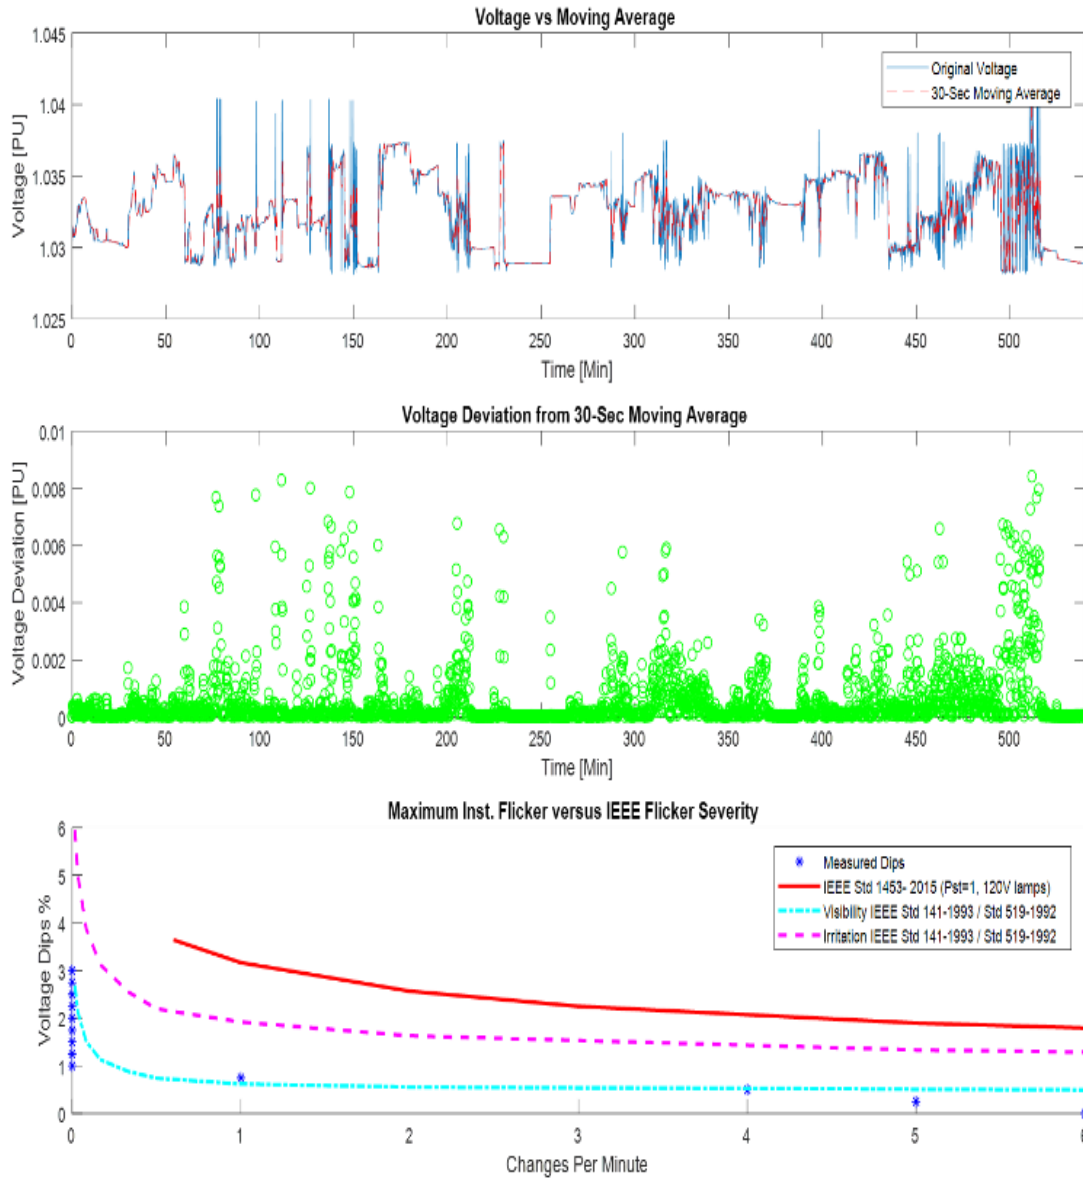 Voltage vs Moving Average
Voltage [PU]
1.045
1.04
1.035
1.03
1.025
Original Voltage
30-Sec Moving Average
0 50 100 150 200 250 300 350 400 450 500
Time [Min]
Voltage Deviation from 30-Sec Moving Average
Voltage Deviation [PU]
0.01
0.008
0.006
0.004
0.002
0
0 50 100 150 200 250 300 350 400 450 500
Time [Min]
Maximum Inst. Flicker versus IEEE Flicker Severity
Voltage Dips %
6
5
4
3
2
1
0
Measured Dips
IEEE Std 1453- 2015 (Pst=1, 120V lamps)
Visibility IEEE Std 141-1993 / Std 519-1992
Irritation IEEE Std 141-1993 / Std 519-1992
0 1 2 3 4 5 6
Changes Per Minute